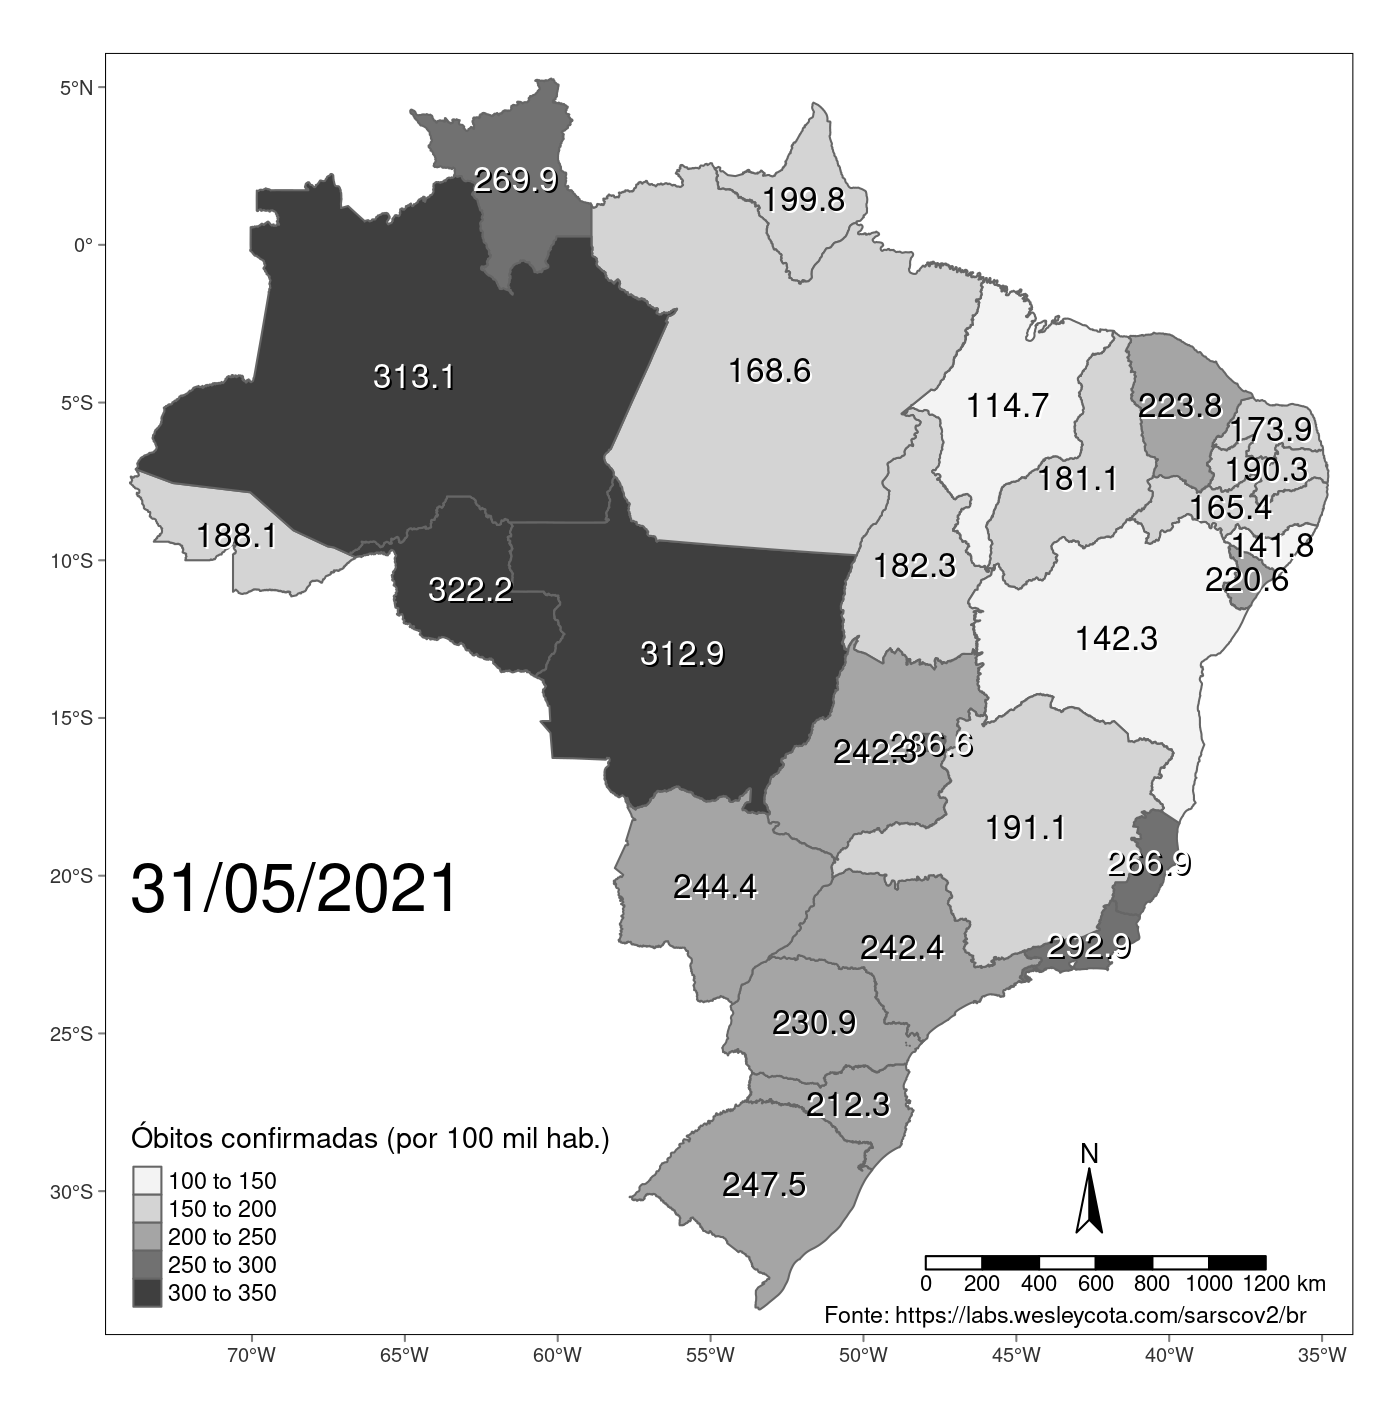 5°N
0°
5°S
10°S
15°S
20°S
25°S
30°S
70°W
65°W
60°W
55°W
50°W
45°W
40°W
35°W
269.9
199.8
313.1
168.6
114.7
223.8
173.9
190.3
181.1
165.4
188.1
141.8
182.3
220.6
322.2
142.3
312.9
242.3
286.6
191.1
266.9
244.4
242.4
292.9
230.9
212.3
247.5
31/05/2021
Óbitos confirmadas (por 100 mil hab.)
100 to 150
150 to 200
200 to 250
250 to 300
300 to 350
N
0 200 400 600 800 1000 1200 km
Fonte: https://labs.wesleycota.com/sarscov2/br